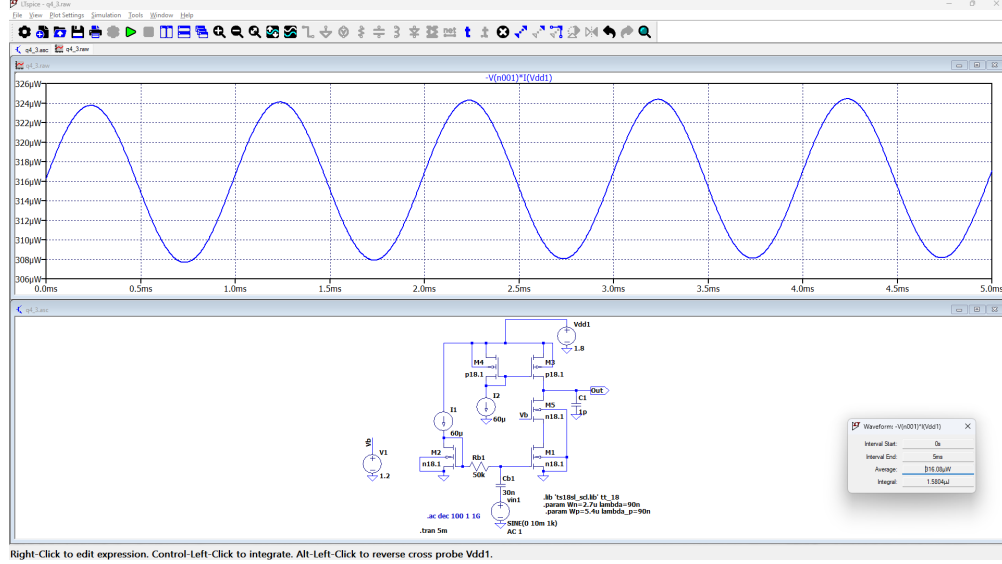 LTspice - q4_3.raw
File View Plot Settings Simulation Tools Window Help
q4_3.asc q4_3.raw
q4_3.raw
-V(n001)*I(Vdd1)
326µW
324µW
322µW
320µW
318µW
316µW
314µW
312µW
310µW
308µW
306µW
0.0ms 0.5ms 1.0ms 1.5ms 2.0ms 2.5ms 3.0ms 3.5ms 4.0ms 4.5ms 5.0ms
q4_3.asc
Vdd1
1.8
M4 M3
p18.1 p18.1
Out
I2 C1
60µ 1p
M5
Vb n18.1
I1
60µ
Vb
V1
1.2
M2 Rb1 M1
n18.1 50k n18.1
Cb1
30n
vin1
.lib 'ts18sl_scl.lib' tt_18
.param Wn=2.7u lambda=90n
.param Wp=5.4u lambda_p=90n
.ac dec 100 1 1G
SINE(0 10m 1k)
.tran 5m AC 1
Waveform: -V(n001)*I(Vdd1)
Interval Start: 0s
Interval End: 5ms
Average: 316.08µW
Integral: 1.5804µJ
Right-Click to edit expression. Control-Left-Click to integrate. Alt-Left-Click to reverse cross probe Vdd1.